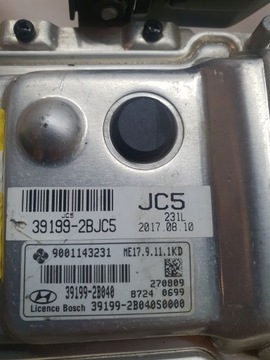 JC5
JC5
39199-2BJC5
231L
2017 08.10
9001143231
ME17.9.11.1KD
39199-2B040
270809
8724 0699
Licence Bosch
39199-2B040S0000